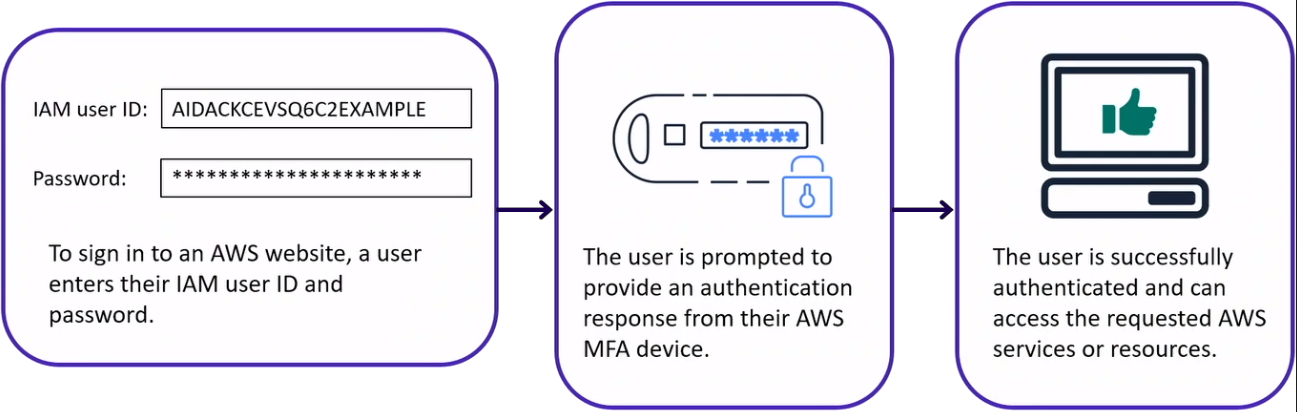 IAM user ID: AIDACKCEVSQ6C2EXAMPLE
Password: **********************
To sign in to an AWS website, a user
enters their IAM user ID and
password.
******
The user is prompted to
provide an authentication
response from their AWS
MFA device.
The user is successfully
authenticated and can
access the requested AWS
services or resources.